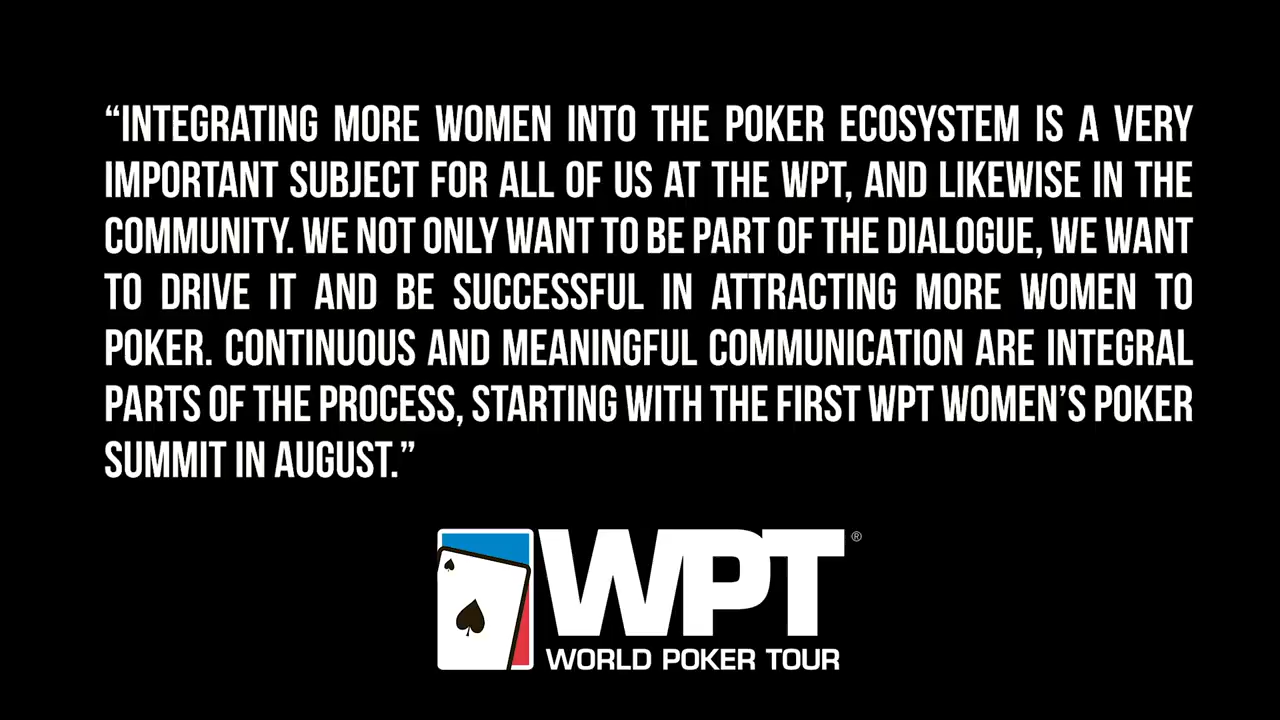 “INTEGRATING MORE WOMEN INTO THE POKER ECOSYSTEM IS A VERY
IMPORTANT SUBJECT FOR ALL OF US AT THE WPT, AND LIKEWISE IN THE
COMMUNITY. WE NOT ONLY WANT TO BE PART OF THE DIALOGUE, WE WANT
TO DRIVE IT AND BE SUCCESSFUL IN ATTRACTING MORE WOMEN TO
POKER. CONTINUOUS AND MEANINGFUL COMMUNICATION ARE INTEGRAL
PARTS OF THE PROCESS, STARTING WITH THE FIRST WPT WOMEN’S POKER
SUMMIT IN AUGUST.”
WPT®
WORLD POKER TOUR